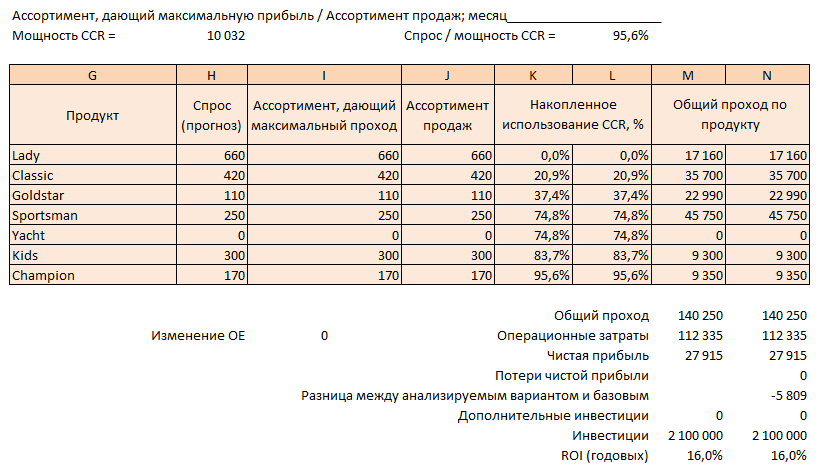 Ассортимент, дающий максимальную прибыль / Ассортимент продаж; месяц____________________
Мощность CCR = 10 032 Спрос / мощность CCR = 95,6%
G H I J K L M N
Продукт Спрос (прогноз) Ассортимент, дающий максимальный проход Ассортимент продаж Накопленное использование CCR, % Общий проход по продукту
Lady 660 660 660 0,0% 0,0% 17 160 17 160
Classic 420 420 420 20,9% 20,9% 35 700 35 700
Goldstar 110 110 110 37,4% 37,4% 22 990 22 990
Sportsman 250 250 250 74,8% 74,8% 45 750 45 750
Yacht 0 0 0 74,8% 74,8% 0 0
Kids 300 300 300 83,7% 83,7% 9 300 9 300
Champion 170 170 170 95,6% 95,6% 9 350 9 350
Общий проход 140 250 140 250
Изменение OE 0 Операционные затраты 112 335 112 335
Чистая прибыль 27 915 27 915
Потери чистой прибыли 0
Разница между анализируемым вариантом и базовым -5 809
Дополнительные инвестиции 0 0
Инвестиции 2 100 000 2 100 000
ROI (годовых) 16,0% 16,0%